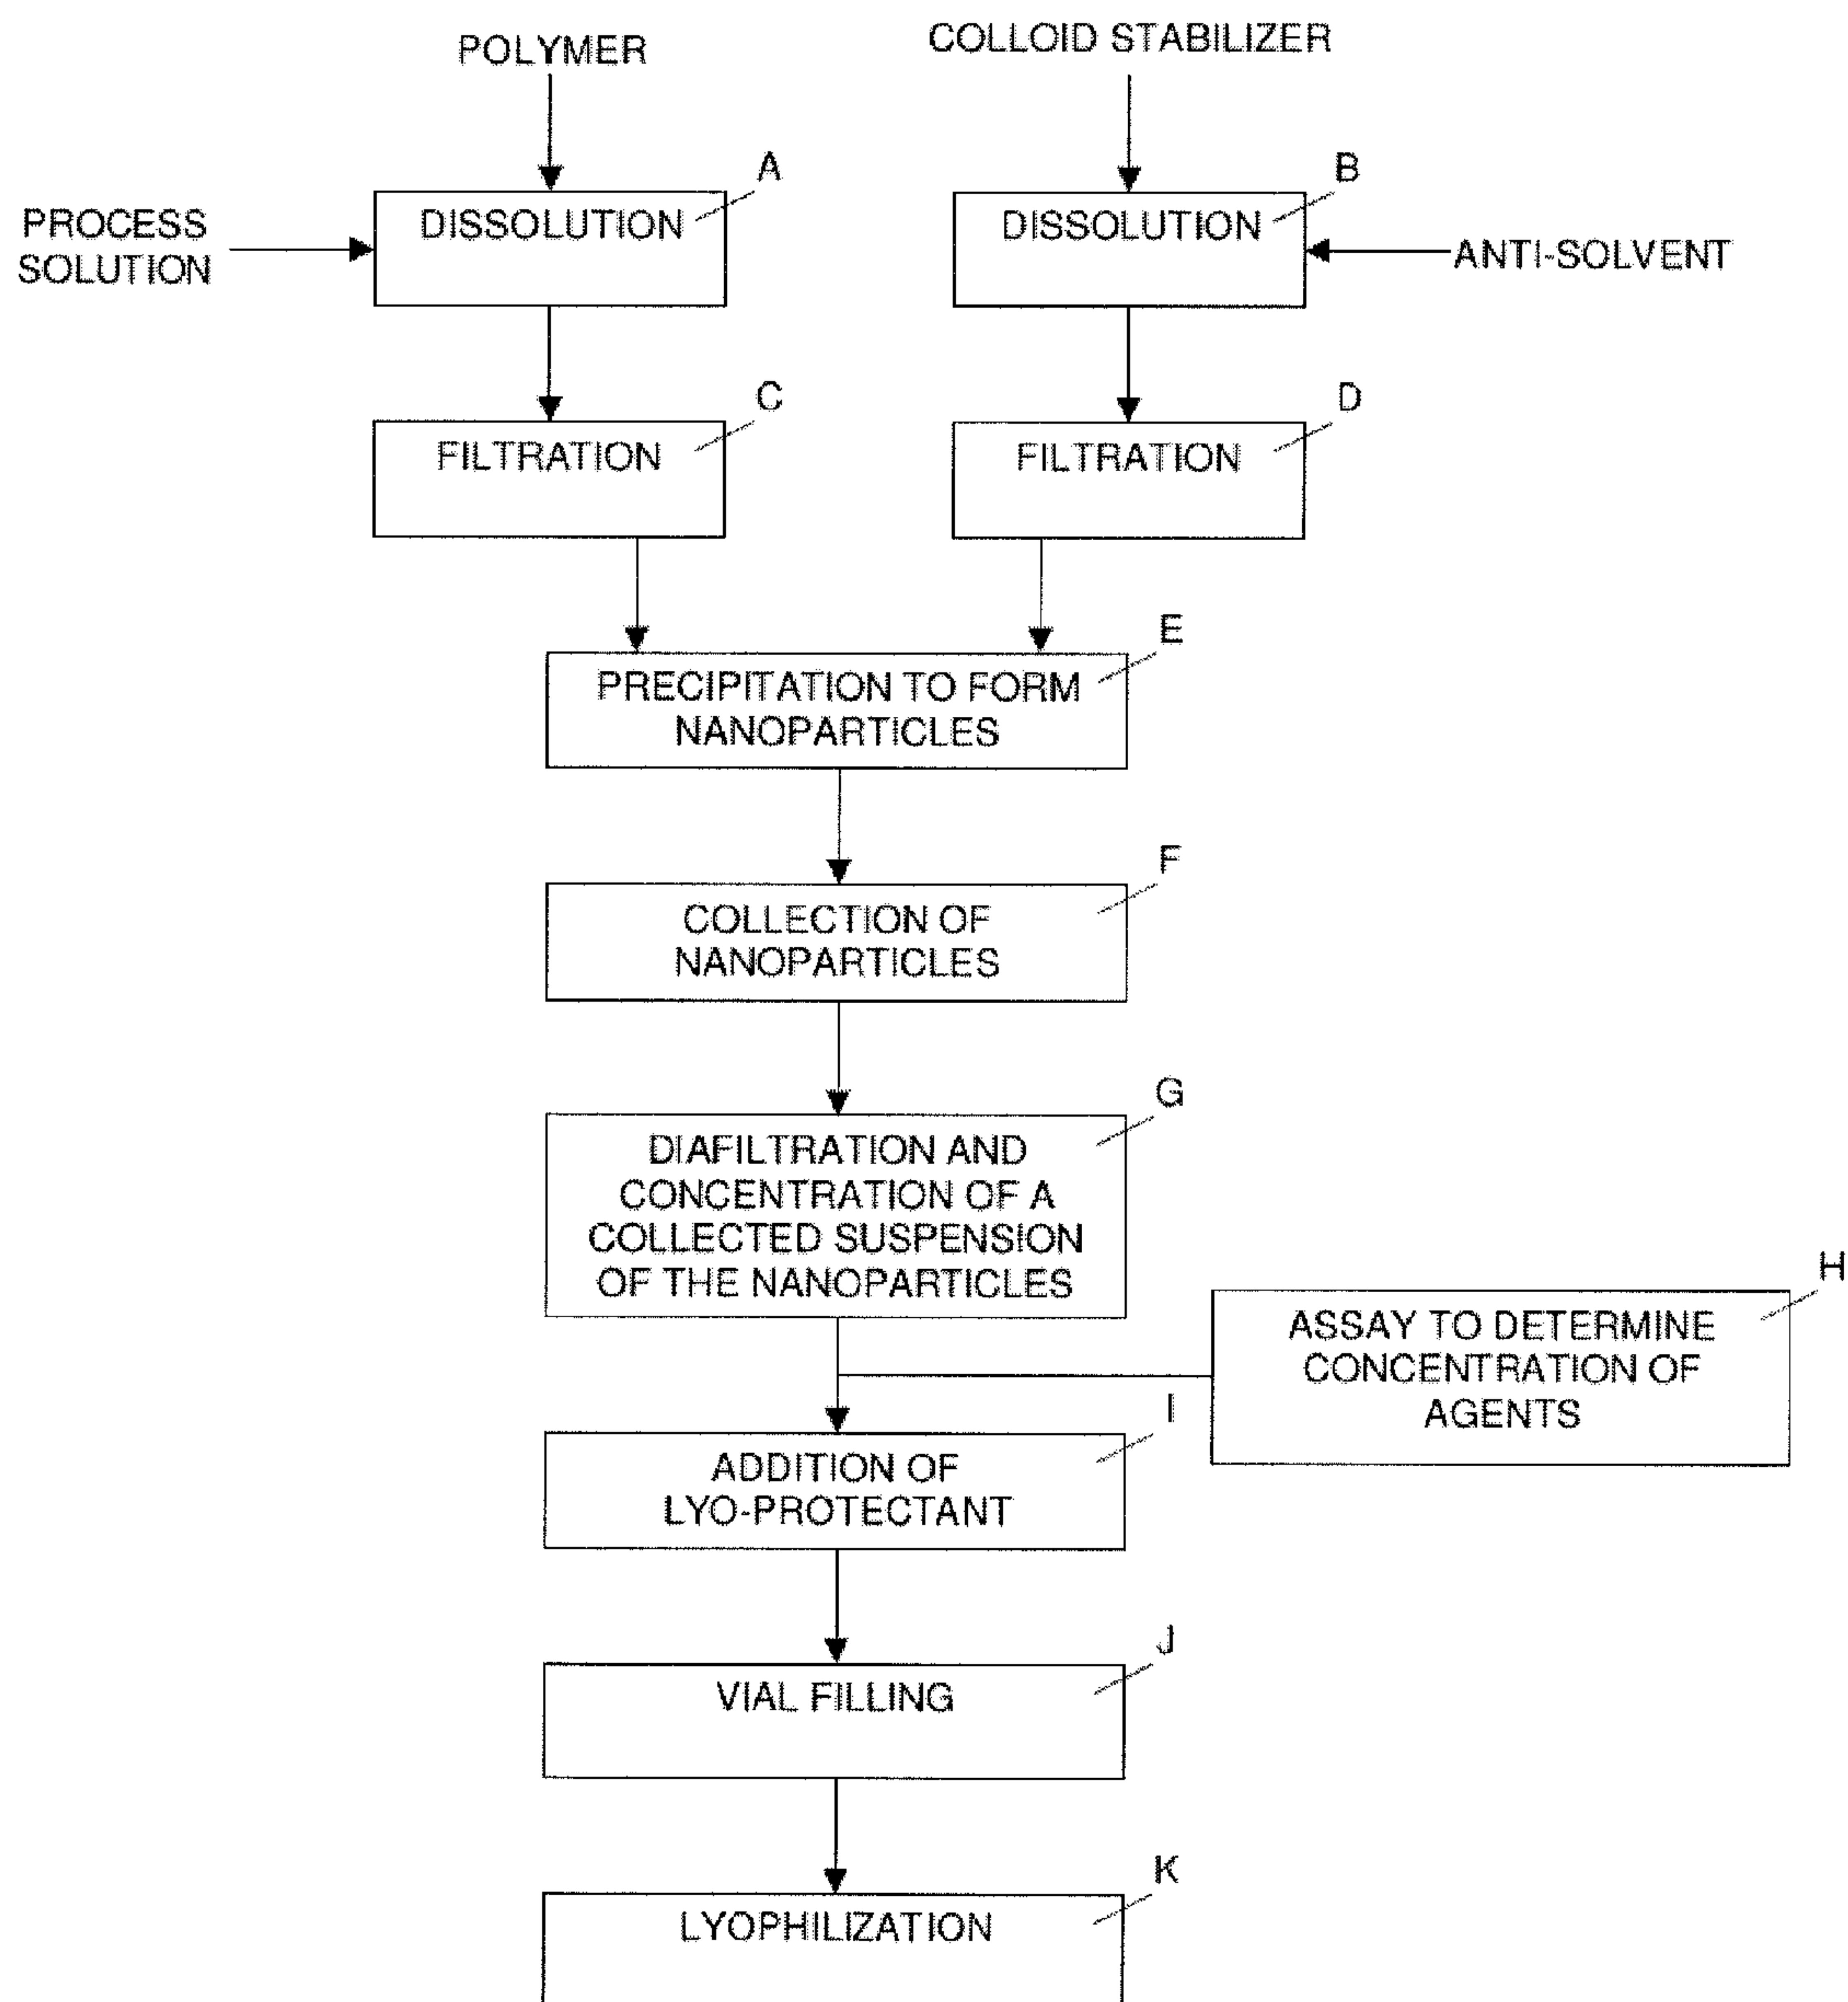 POLYMER
COLLOID STABILIZER
A
B
PROCESS
SOLUTION
DISSOLUTION
DISSOLUTION
ANTI-SOLVENT
C
D
FILTRATION
FILTRATION
E
PRECIPITATION TO FORM
NANOPARTICLES
F
COLLECTION OF
NANOPARTICLES
G
DIAFILTRATION AND
CONCENTRATION OF A
COLLECTED SUSPENSION
OF THE NANOPARTICLES
H
ASSAY TO DETERMINE
CONCENTRATION OF
AGENTS
I
ADDITION OF
LYO-PROTECTANT
J
VIAL FILLING
K
LYOPHILIZATION